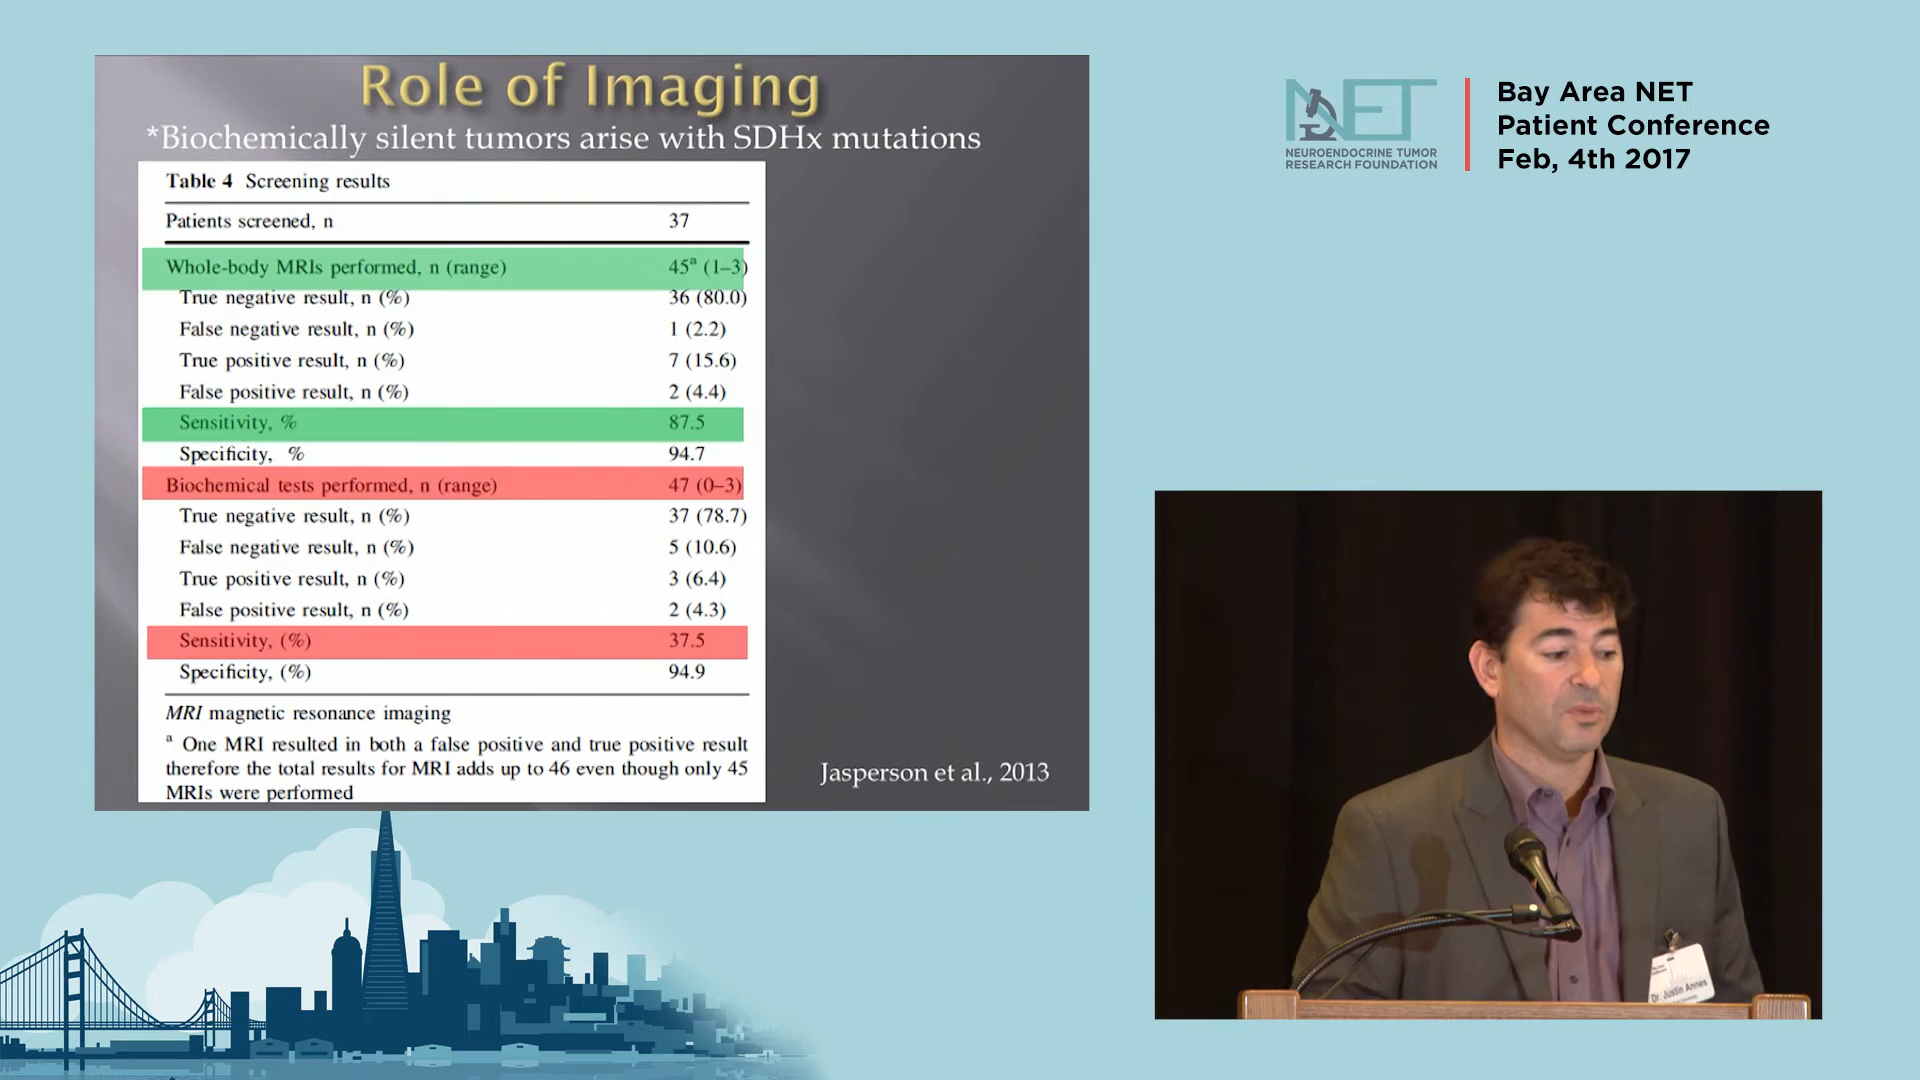 Role of Imaging
*Biochemically silent tumors arise with SDHx mutations
Table 4 Screening results
Patients screened, n 37
Whole-body MRIs performed, n (range) 45a (1–3)
True negative result, n (%) 36 (80.0)
False negative result, n (%) 1 (2.2)
True positive result, n (%) 7 (15.6)
False positive result, n (%) 2 (4.4)
Sensitivity, % 87.5
Specificity, % 94.7
Biochemical tests performed, n (range) 47 (0–3)
True negative result, n (%) 37 (78.7)
False negative result, n (%) 5 (10.6)
True positive result, n (%) 3 (6.4)
False positive result, n (%) 2 (4.3)
Sensitivity, (%) 37.5
Specificity, (%) 94.9
MRI magnetic resonance imaging
a One MRI resulted in both a false positive and true positive result
therefore the total results for MRI adds up to 46 even though only 45
MRIs were performed
Jasperson et al., 2013
NET
NEUROENDOCRINE TUMOR
RESEARCH FOUNDATION
Bay Area NET
Patient Conference
Feb, 4th 2017
Dr. Justin Annes